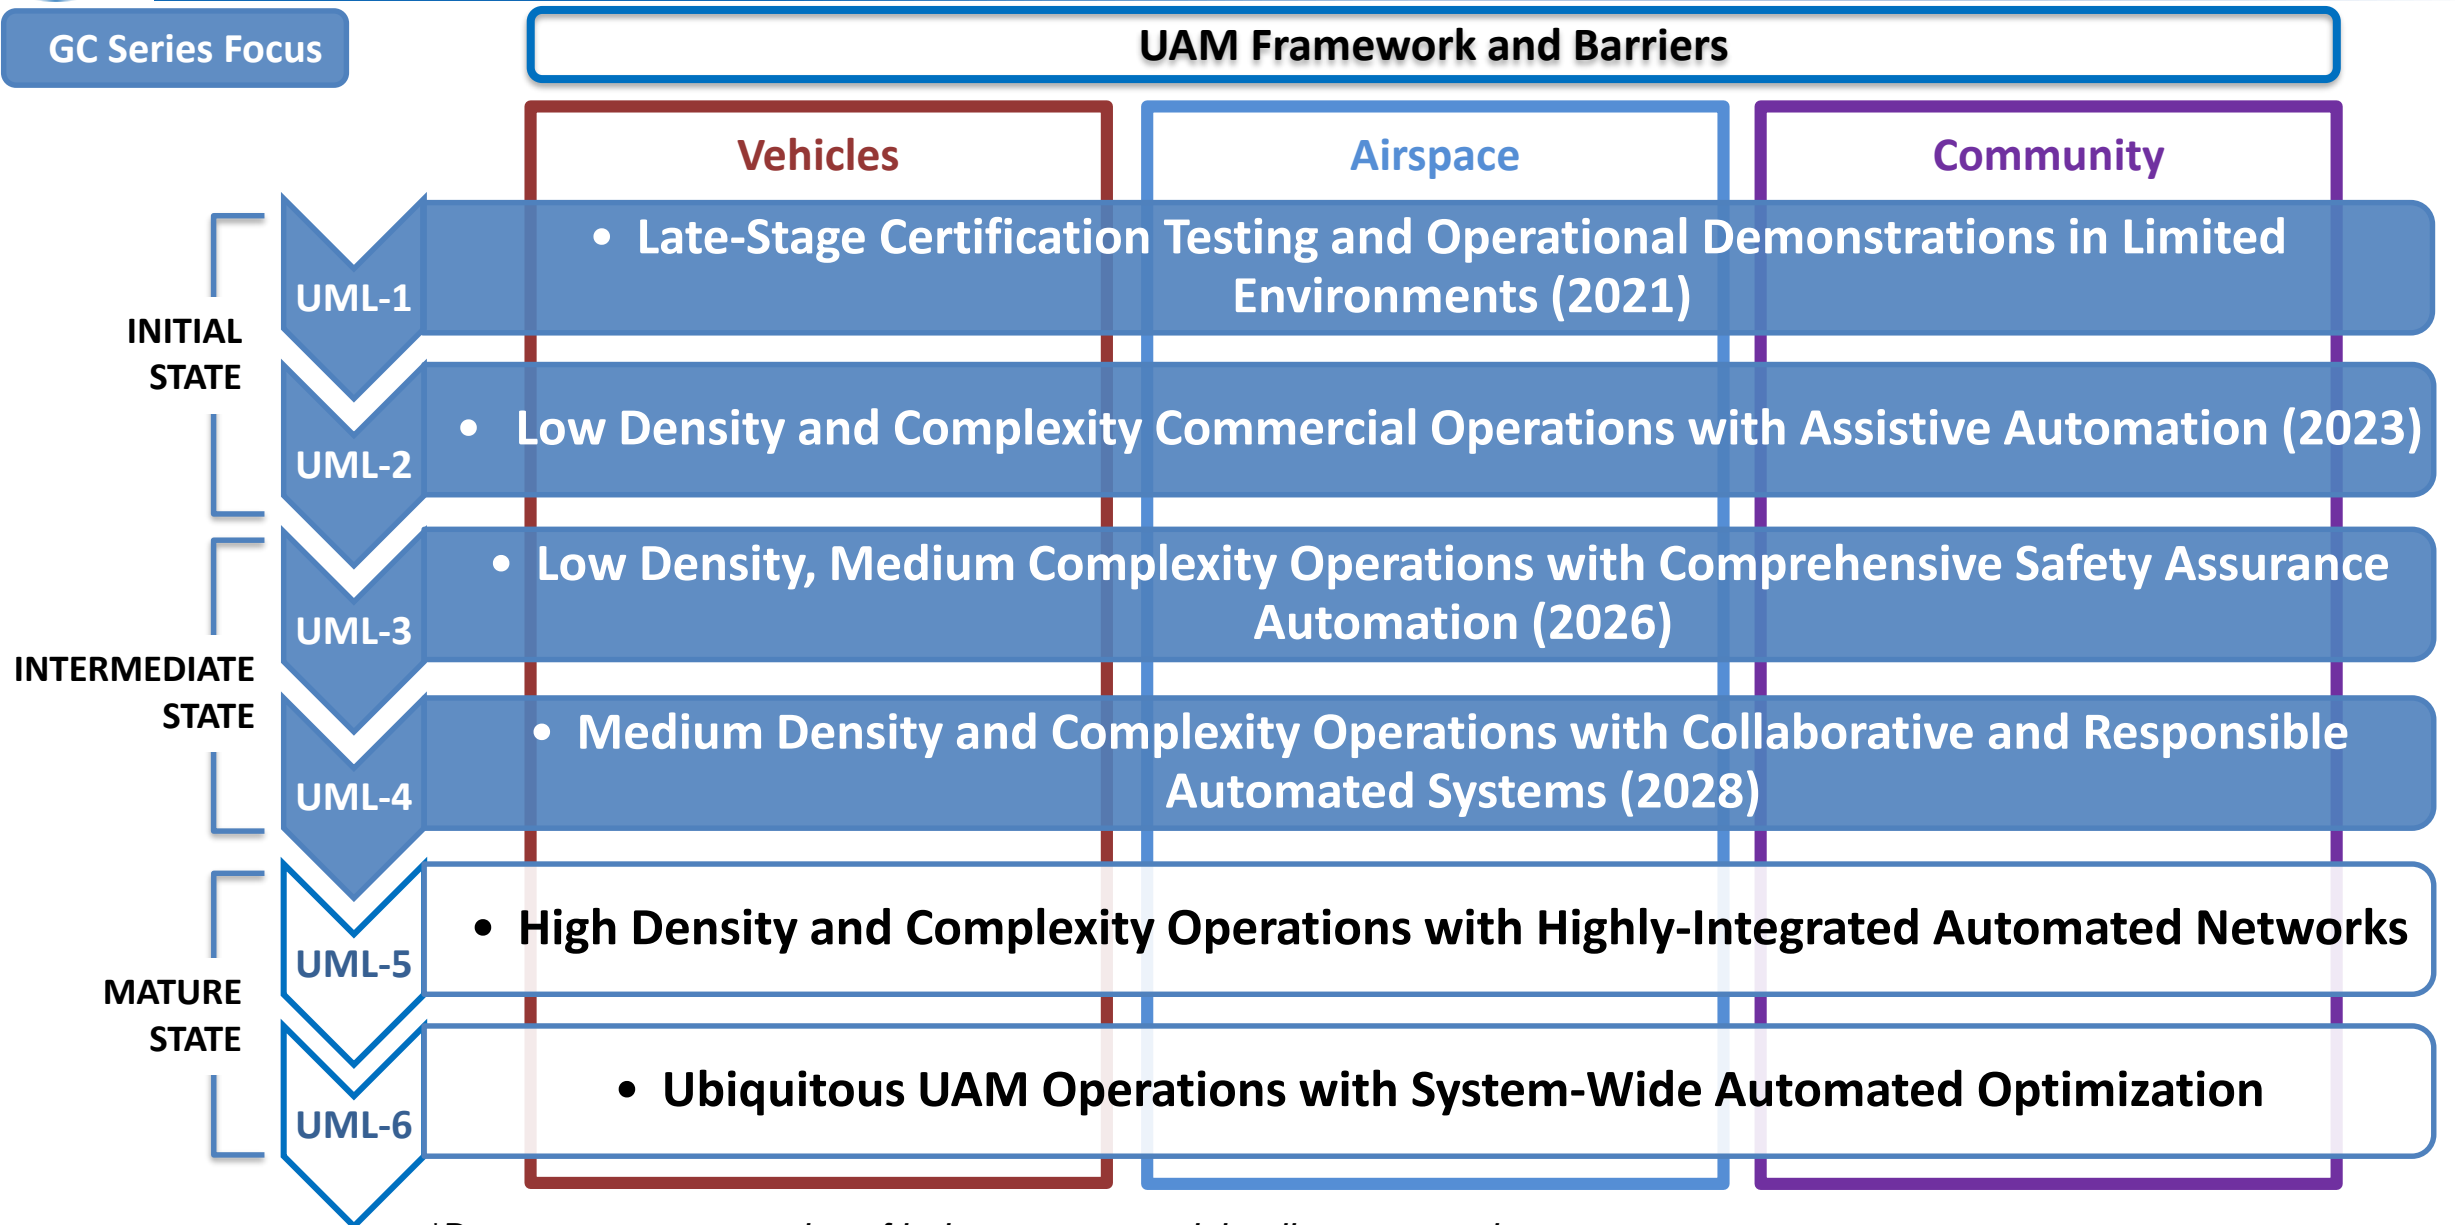 GC Series Focus
UAM Framework and Barriers
Vehicles
Airspace
Community
INITIAL
STATE
UML-1
• Late-Stage Certification Testing and Operational Demonstrations in Limited
Environments (2021)
UML-2
• Low Density and Complexity Commercial Operations with Assistive Automation (2023)
INTERMEDIATE
STATE
UML-3
• Low Density, Medium Complexity Operations with Comprehensive Safety Assurance
Automation (2026)
UML-4
• Medium Density and Complexity Operations with Collaborative and Responsible
Automated Systems (2028)
MATURE
STATE
UML-5
• High Density and Complexity Operations with Highly-Integrated Automated Networks
UML-6
• Ubiquitous UAM Operations with System-Wide Automated Optimization